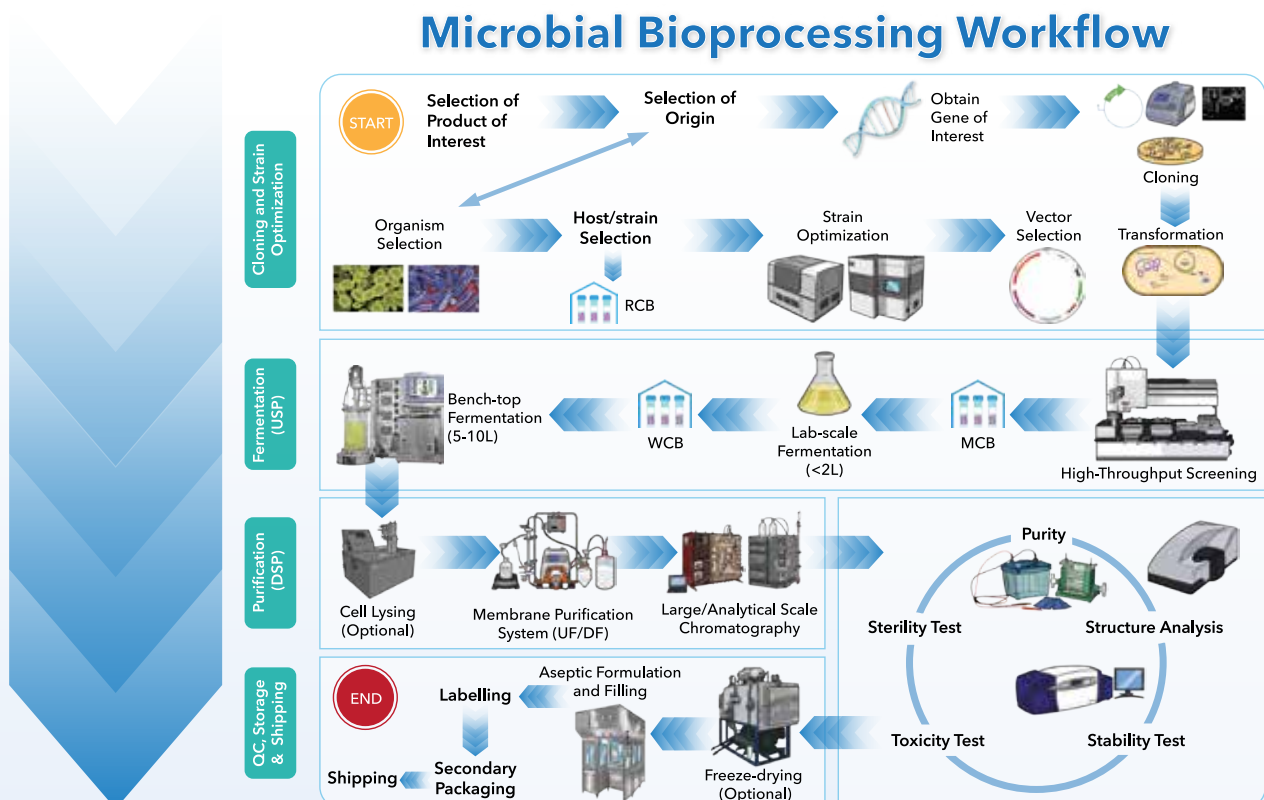 Microbial Bioprocessing Workflow
Cloning and Strain
Optimization
START
Selection of
Product of
Interest
Selection of
Origin
Obtain
Gene of
Interest
Cloning
Organism
Selection
Host/strain
Selection
RCB
Strain
Optimization
Vector
Selection
Transformation
Fermentation
(USP)
Bench-top
Fermentation
(5-10L)
WCB
Lab-scale
Fermentation
(<2L)
MCB
High-Throughput Screening
Purification
(DSP)
Cell Lysing
(Optional)
Membrane Purification
System (UF/DF)
Large/Analytical Scale
Chromatography
Purity
Sterility Test
Structure Analysis
Toxicity Test
Stability Test
QC, Storage
& Shipping
END
Labelling
Aseptic Formulation
and Filling
Shipping
Secondary
Packaging
Freeze-drying
(Optional)